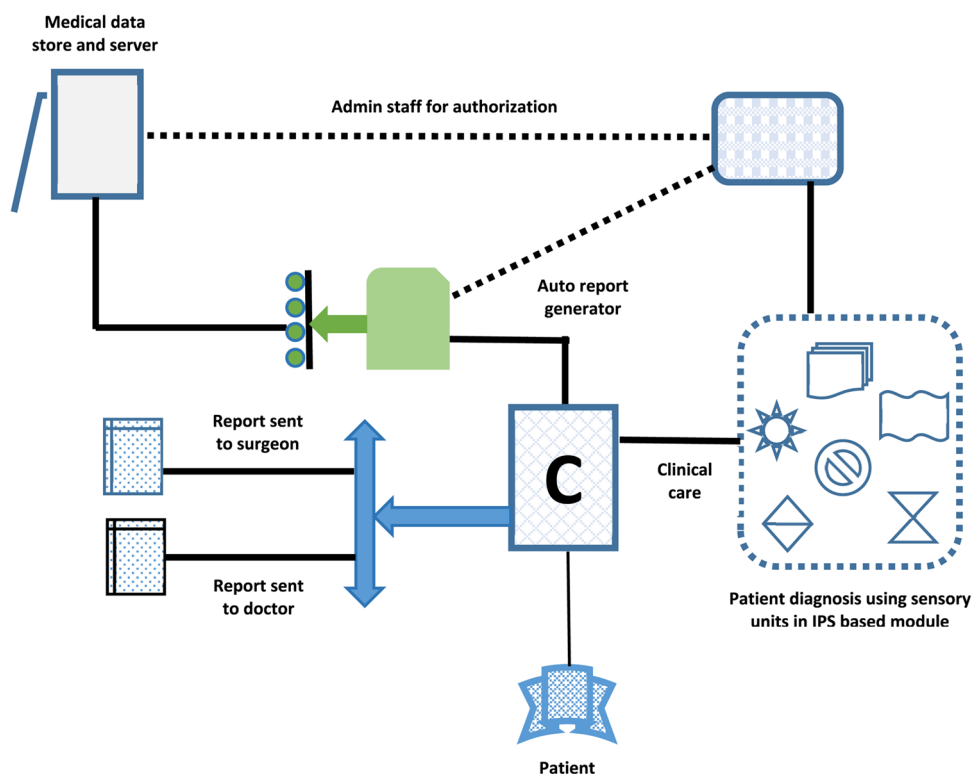 Medical data
store and server
Admin staff for authorization
Auto report
generator
Report sent
to surgeon
C
Clinical
care
Report sent
to doctor
Patient diagnosis using sensory
units in IPS based module
Patient